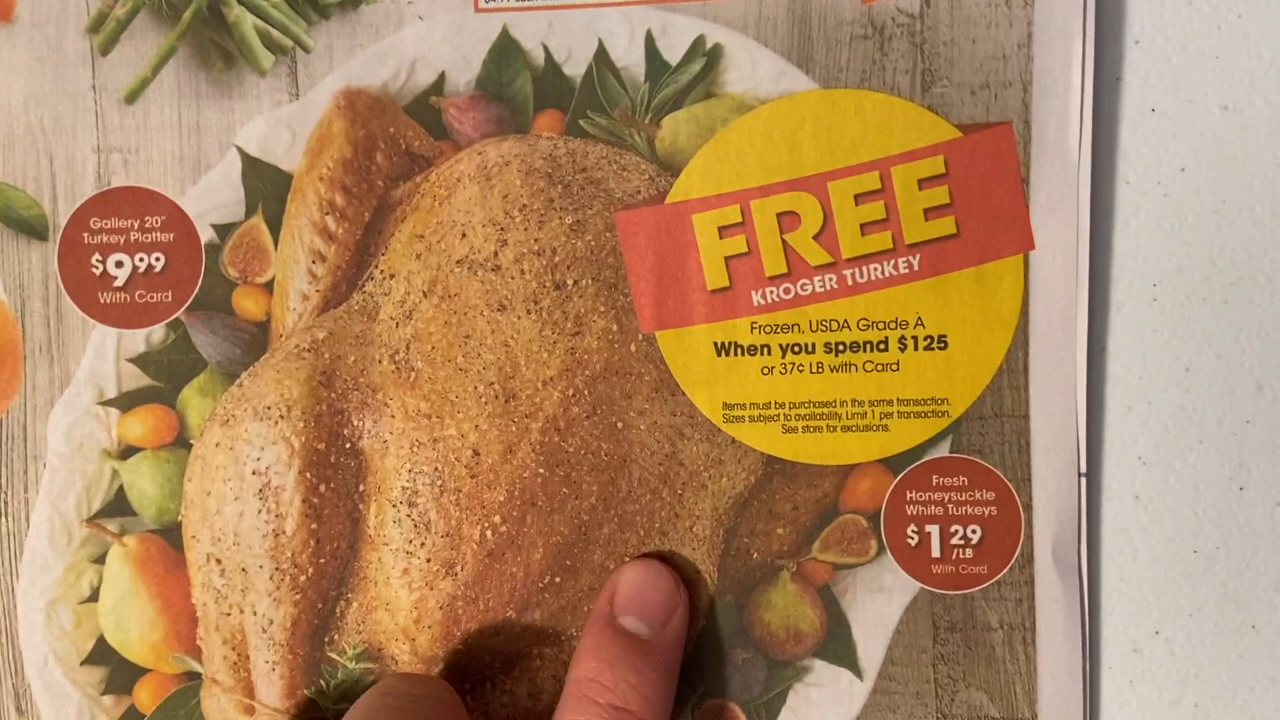 Gallery 20"
Turkey Platter
$9.99
With Card
FREE
KROGER TURKEY
Frozen, USDA Grade A
When you spend $125
or 37¢ LB with Card
Items must be purchased in the same transaction.
Sizes subject to availability. Limit 1 per transaction.
See store for exclusions.
Fresh
Honeysuckle
White Turkeys
$1 29
/LB
With Card